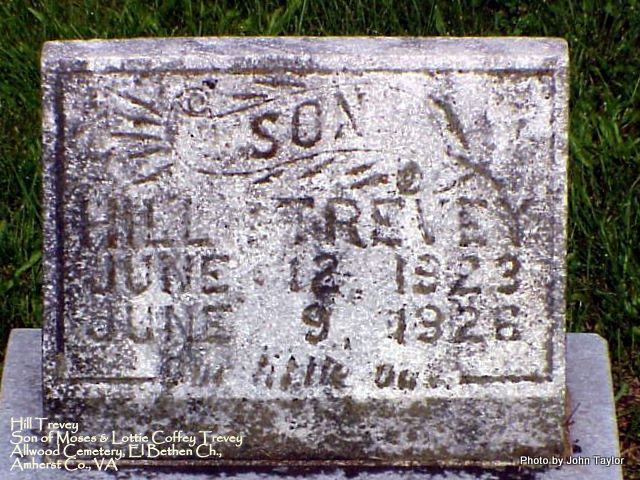 SON
HILL TREVEY
JUNE 12 1923
JUNE 9, 1926
Our little one.
Hill Trevey
Son of Moses & Lottie Coffey Trevey
Allwood Cemetery, El Bethen Ch.,
Amherst Co., VA
Photo by John Taylor